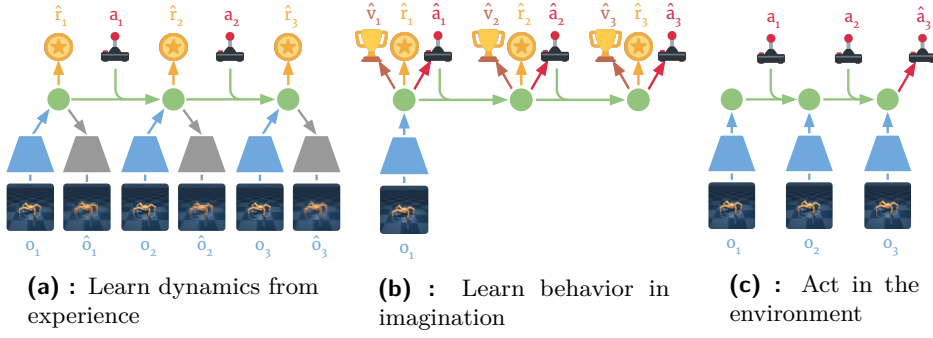 r̂₁ a₁ r̂₂ a₂ r̂₃
o₁ ô₁ o₂ ô₂ o₃ ô₃
(a) : Learn dynamics from
experience
v̂₁ r̂₁ â₁ v̂₂ r̂₂ â₂ v̂₃ r̂₃ â₃
o₁
(b) : Learn behavior in
imagination
a₁ a₂ â₃
o₁ o₂ o₃
(c) : Act in the
environment